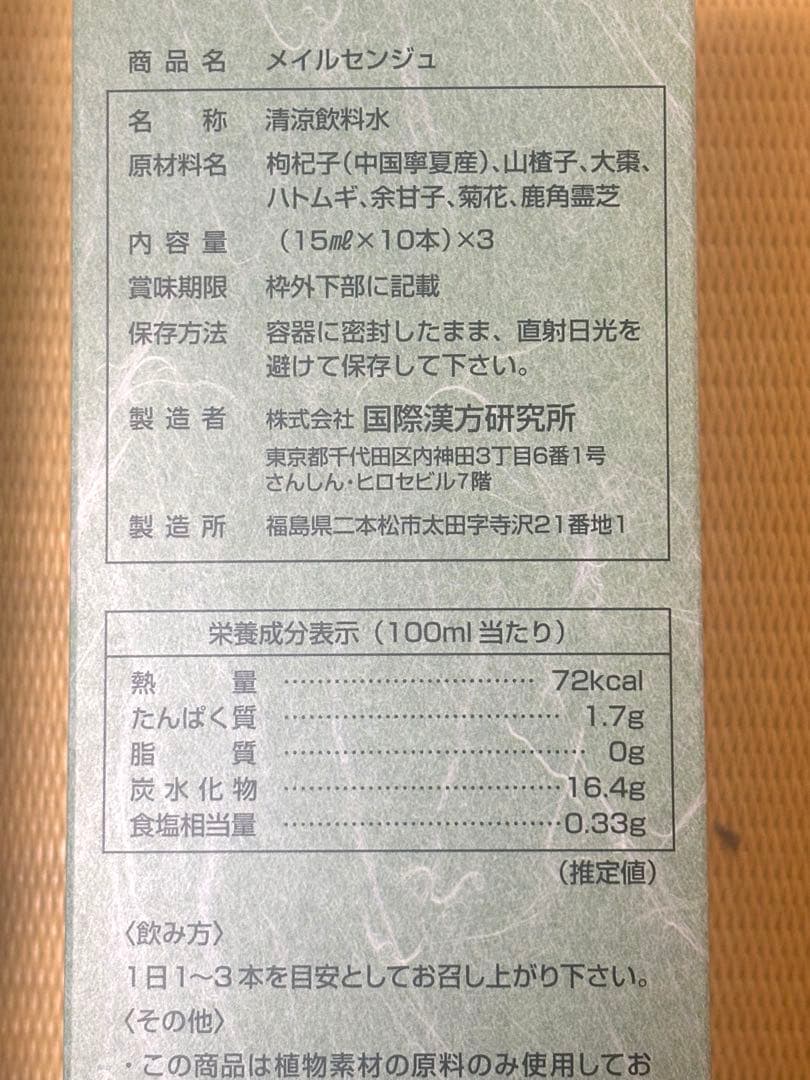 商品名 メイルセンジュ
名称 清涼飲料水
原材料名 枸杞子(中国寧夏産)、山楂子、大棗、
ハトムギ、余甘子、菊花、鹿角霊芝
内容量 (15㎖×10本)×3
賞味期限 枠外下部に記載
保存方法 容器に密封したまま、直射日光を
避けて保存して下さい。
製造者 株式会社 国際漢方研究所
東京都千代田区内神田3丁目6番1号
さんしん・ヒロセビル7階
製造所 福島県二本松市太田字寺沢21番地1
栄養成分表示(100ml当たり)
熱量 ………… 72kcal
たんぱく質 ………… 1.7g
脂質 ………… 0g
炭水化物 ………… 16.4g
食塩相当量 ………… 0.33g
(推定値)
〈飲み方〉
1日1～3本を目安としてお召し上がり下さい。
〈その他〉
・この商品は植物素材の原料のみ使用してお